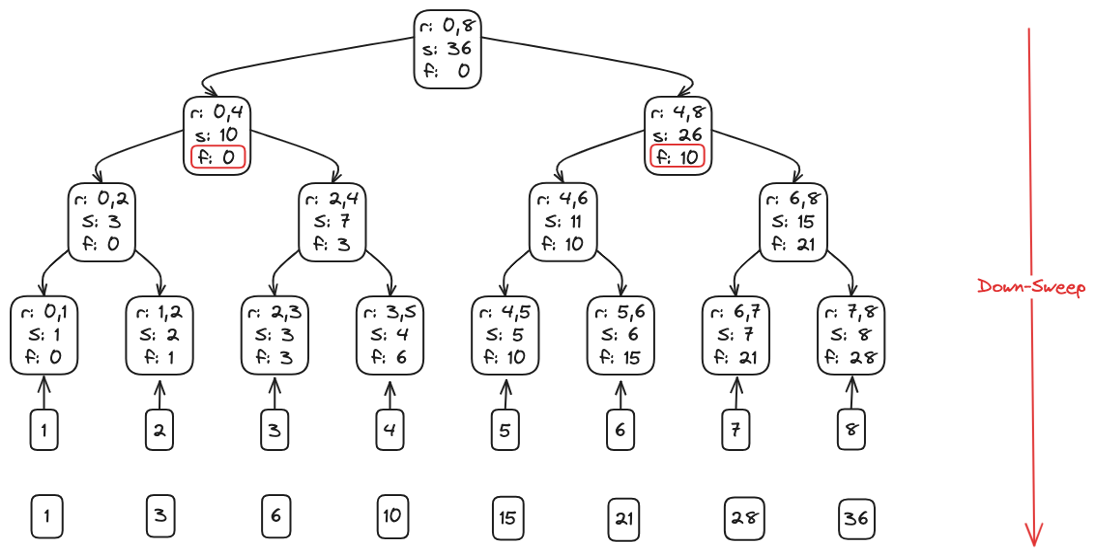 r: 0,8
s: 36
f: 0
r: 0,4
s: 10
f: 0
r: 4,8
s: 26
f: 10
r: 0,2
s: 3
f: 0
r: 2,4
s: 7
f: 3
r: 4,6
s: 11
f: 10
r: 6,8
s: 15
f: 21
Down-Sweep
r: 0,1
s: 1
f: 0
r: 1,2
s: 2
f: 1
r: 2,3
s: 3
f: 3
r: 3,5
s: 4
f: 6
r: 4,5
s: 5
f: 10
r: 5,6
s: 6
f: 15
r: 6,7
s: 7
f: 21
r: 7,8
s: 8
f: 28
1
2
3
4
5
6
7
8
1
3
6
10
15
21
28
36